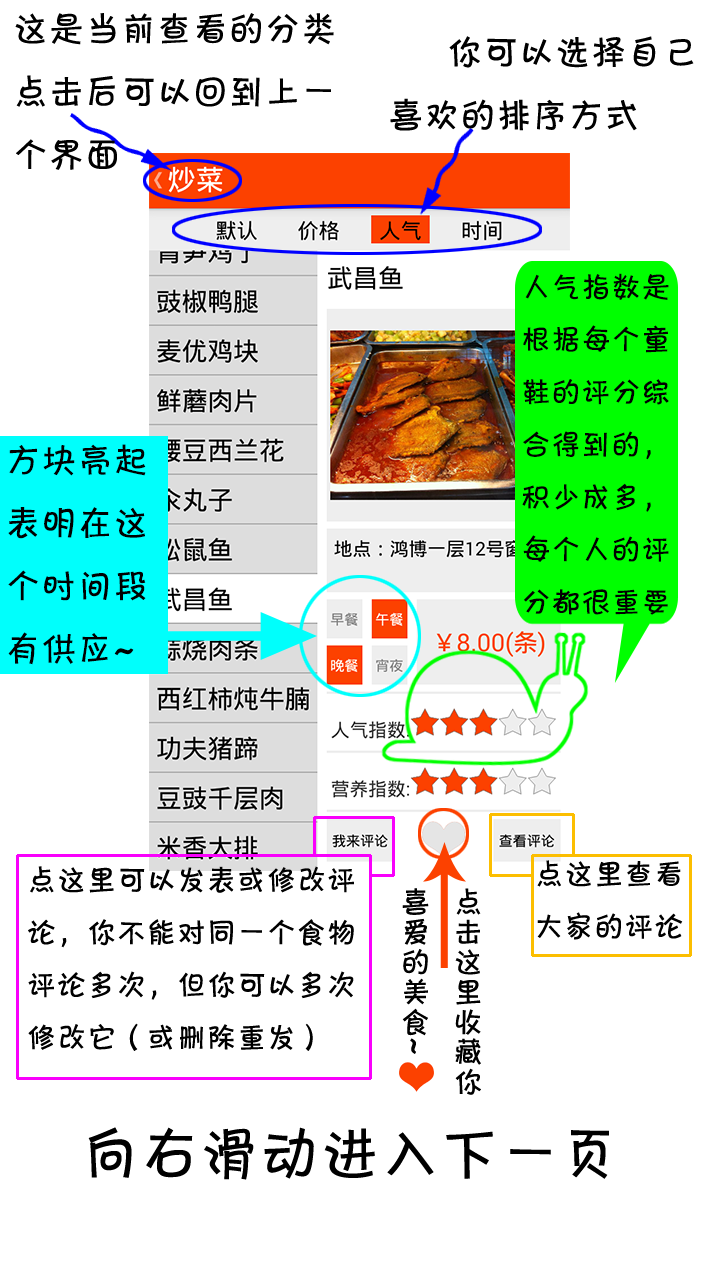 这是当前查看的分类
点击后可以回到上一
个界面
你可以选择自己
喜欢的排序方式
炒菜
默认 价格 人气 时间
豉椒鸭腿
麦优鸡块
鲜蘑肉片
腰豆西兰花
汆丸子
松鼠鱼
武昌鱼
蒜烧肉条
西红柿炖牛腩
功夫猪蹄
豆豉千层肉
米香大排
武昌鱼
地点：鸿博一层12号窗
早餐 午餐
晚餐 宵夜
￥8.00(条)
人气指数:
营养指数:
我来评论
查看评论
人气指数是
根据每个童
鞋的评分综
合得到的，
积少成多，
每个人的评
分都很重要
方块亮起
表明在这
个时间段
有供应~
点这里可以发表或修改评
论，你不能对同一个食物
评论多次，但你可以多次
修改它（或删除重发）
点击这里收藏你
喜爱的美食~
点这里查看
大家的评论
向右滑动进入下一页